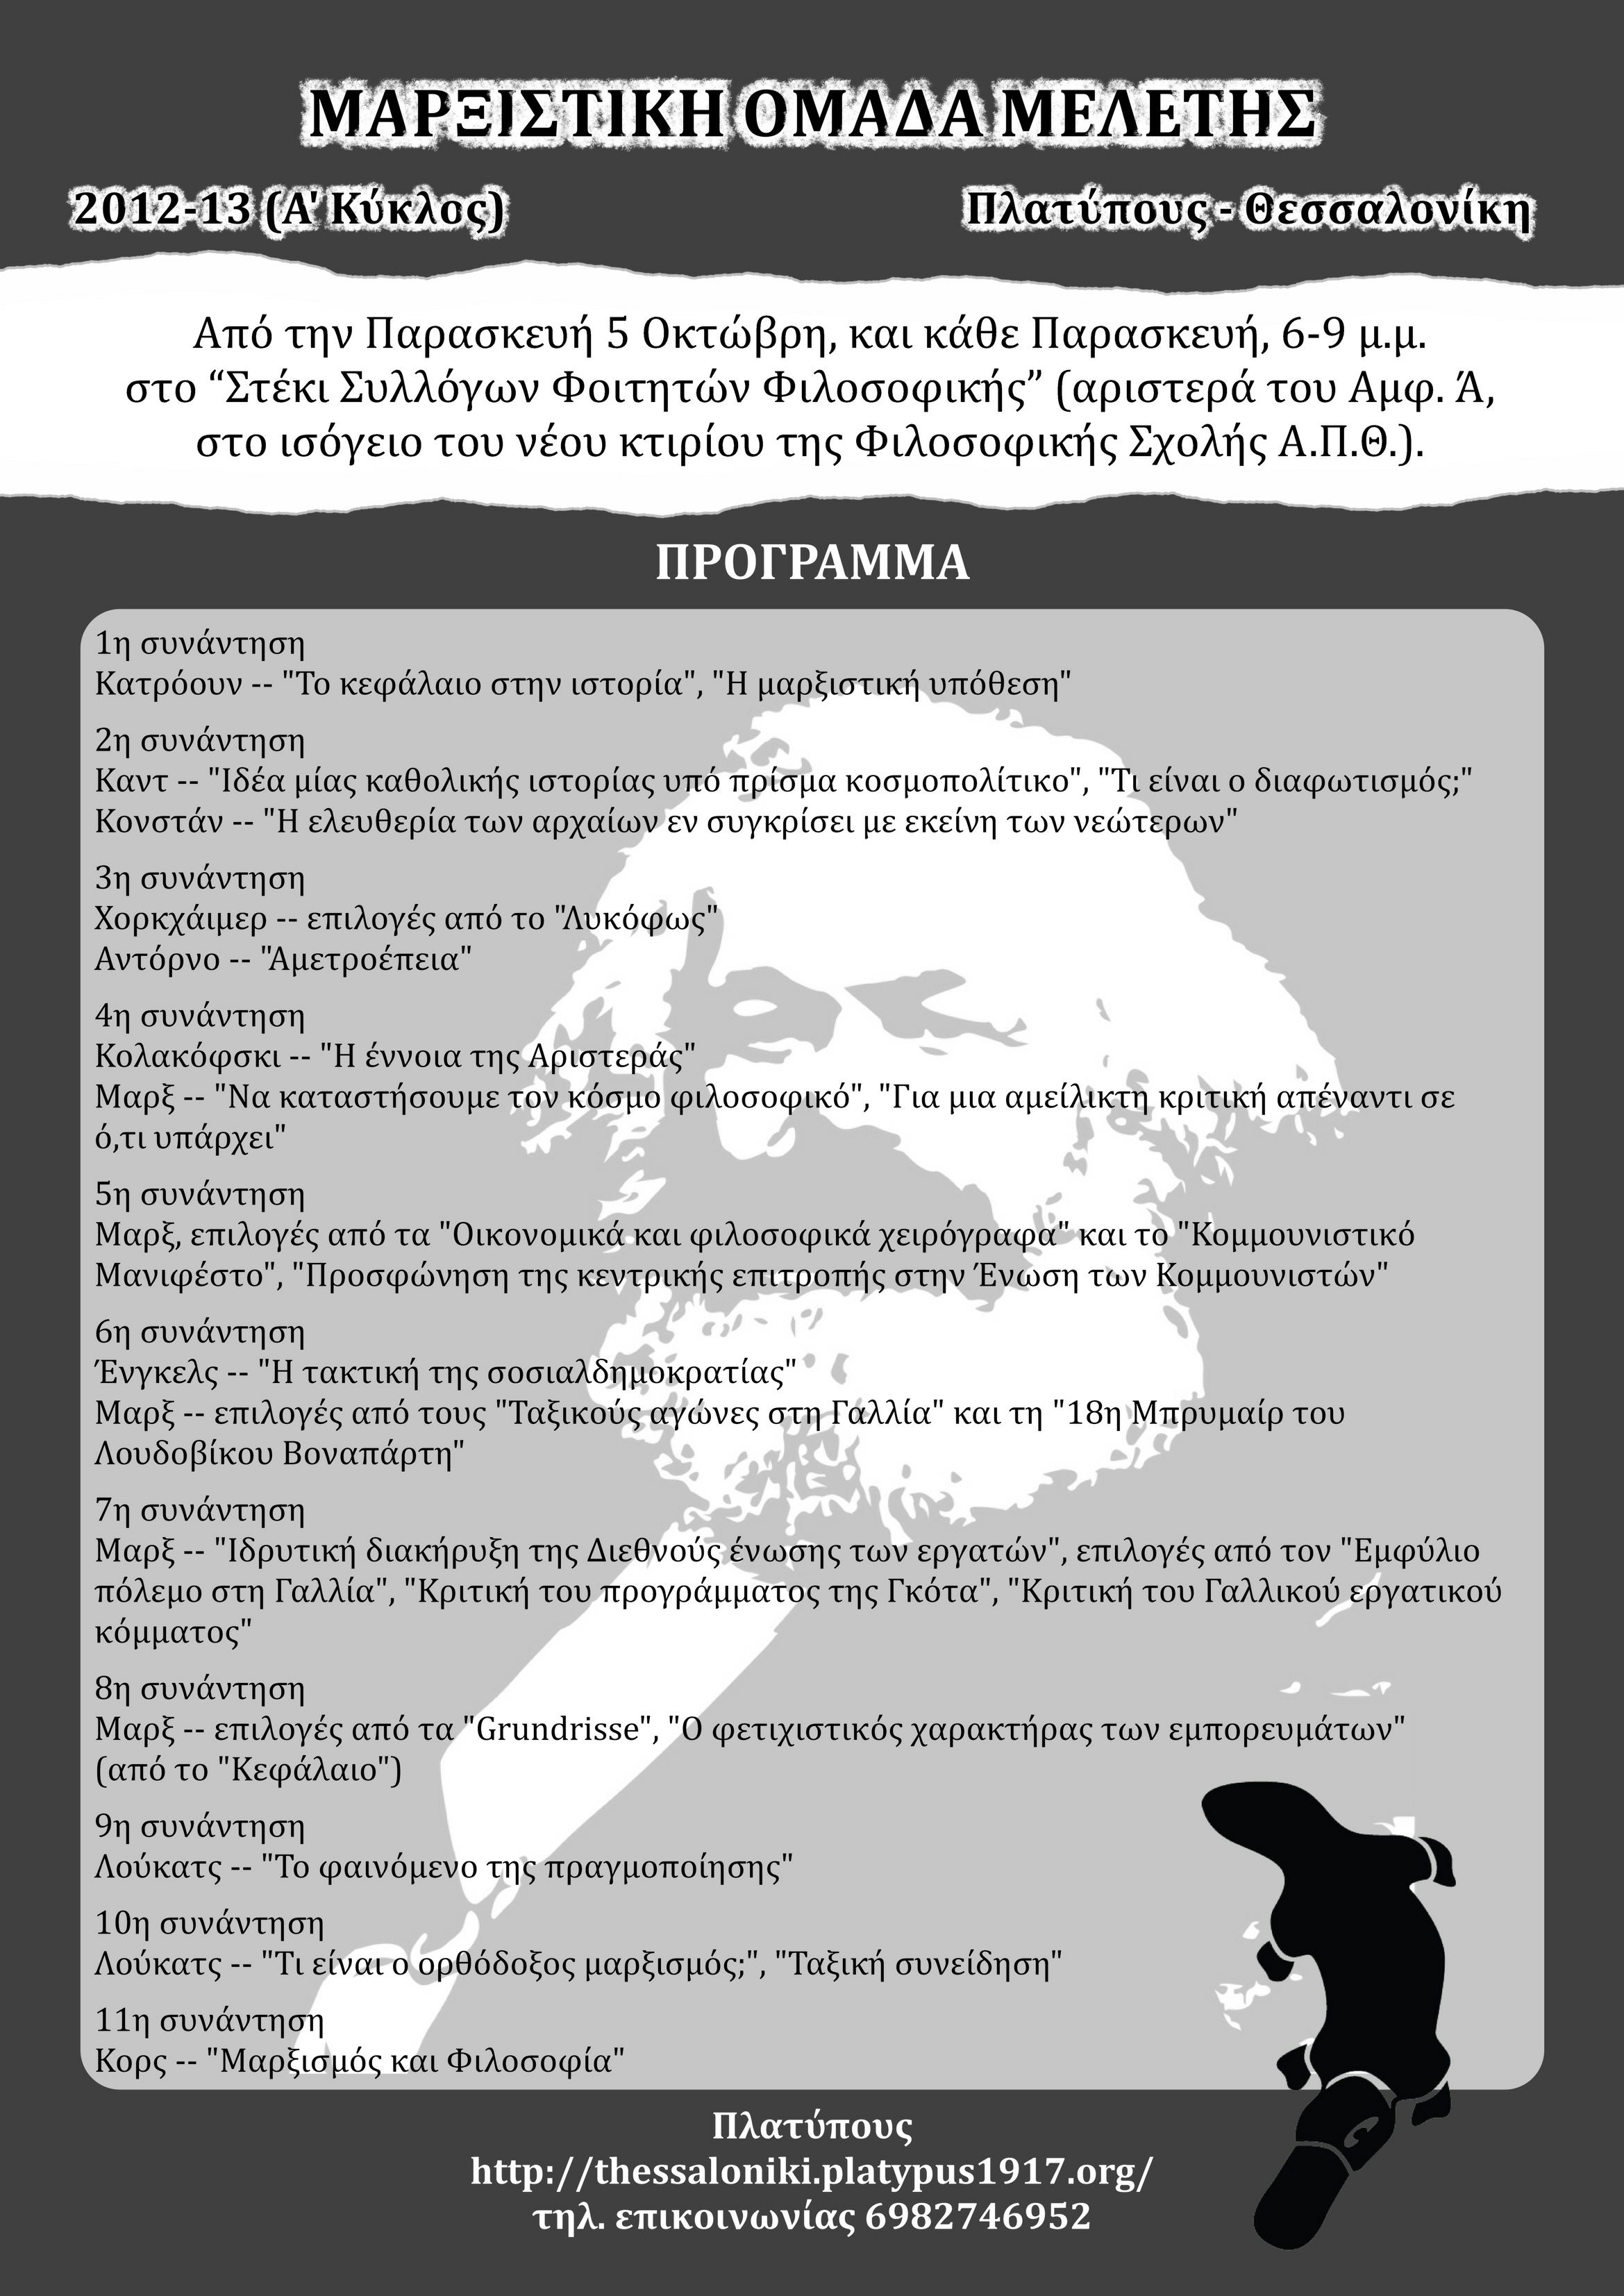 ΜΑΡΞΙΣΤΙΚΗ ΟΜΑΔΑ ΜΕΛΕΤΗΣ
2012-13 (Α' Κύκλος)
Πλατύπους - Θεσσαλονίκη
Από την Παρασκευή 5 Οκτώβρη, και κάθε Παρασκευή, 6-9 μ.μ.
στο “Στέκι Συλλόγων Φοιτητών Φιλοσοφικής” (αριστερά του Αμφ. Ά,
στο ισόγειο του νέου κτιρίου της Φιλοσοφικής Σχολής Α.Π.Θ.).
ΠΡΟΓΡΑΜΜΑ
1η συνάντηση
Κατρόουν -- "Το κεφάλαιο στην ιστορία", "Η μαρξιστική υπόθεση"
2η συνάντηση
Καντ -- "Ιδέα μίας καθολικής ιστορίας υπό πρίσμα κοσμοπολίτικο", "Τι είναι ο διαφωτισμός;"
Κονστάν -- "Η ελευθερία των αρχαίων εν συγκρίσει με εκείνη των νεώτερων"
3η συνάντηση
Χορκχάιμερ -- επιλογές από το "Λυκόφως"
Αντόρνο -- "Αμετροέπεια"
4η συνάντηση
Κολακόφσκι -- "Η έννοια της Αριστεράς"
Μαρξ -- "Να καταστήσουμε τον κόσμο φιλοσοφικό", "Για μια αμείλικτη κριτική απέναντι σε
ό,τι υπάρχει"
5η συνάντηση
Μαρξ, επιλογές από τα "Οικονομικά και φιλοσοφικά χειρόγραφα" και το "Κομμουνιστικό
Μανιφέστο", "Προσφώνηση της κεντρικής επιτροπής στην Ένωση των Κομμουνιστών"
6η συνάντηση
Ένγκελς -- "Η τακτική της σοσιαλδημοκρατίας"
Μαρξ -- επιλογές από τους "Ταξικούς αγώνες στη Γαλλία" και τη "18η Μπρυμαίρ του
Λουδοβίκου Βοναπάρτη"
7η συνάντηση
Μαρξ -- "Ιδρυτική διακήρυξη της Διεθνούς ένωσης των εργατών", επιλογές από τον "Εμφύλιο
πόλεμο στη Γαλλία", "Κριτική του προγράμματος της Γκότα", "Κριτική του Γαλλικού εργατικού
κόμματος"
8η συνάντηση
Μαρξ -- επιλογές από τα "Grundrisse", "Ο φετιχιστικός χαρακτήρας των εμπορευμάτων"
(από το "Κεφάλαιο")
9η συνάντηση
Λούκατς -- "Το φαινόμενο της πραγμοποίησης"
10η συνάντηση
Λούκατς -- "Τι είναι ο ορθόδοξος μαρξισμός;", "Ταξική συνείδηση"
11η συνάντηση
Κορς -- "Μαρξισμός και Φιλοσοφία"
Πλατύπους
http://thessaloniki.platypus1917.org/
τηλ. επικοινωνίας 6982746952